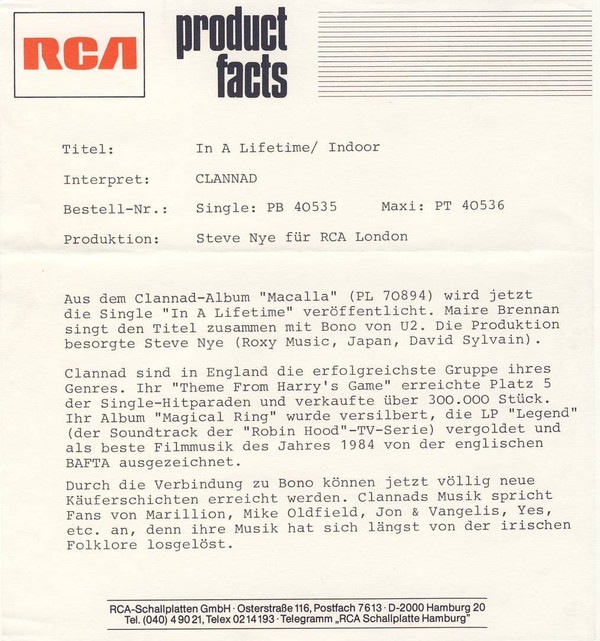 RCA
product
facts
Titel: In A Lifetime/ Indoor
Interpret: CLANNAD
Bestell-Nr.: Single: PB 40535 Maxi: PT 40536
Produktion: Steve Nye für RCA London
Aus dem Clannad-Album "Macalla" (PL 70894) wird jetzt
die Single "In A Lifetime" veröffentlicht. Maire Brennan
singt den Titel zusammen mit Bono von U2. Die Produktion
besorgte Steve Nye (Roxy Music, Japan, David Sylvain).
Clannad sind in England die erfolgreichste Gruppe ihres
Genres. Ihr "Theme From Harry's Game" erreichte Platz 5
der Single-Hitparaden und verkaufte über 300.000 Stück.
Ihr Album "Magical Ring" wurde versilbert, die LP "Legend"
(der Soundtrack der "Robin Hood"-TV-Serie) vergoldet und
als beste Filmmusik des Jahres 1984 von der englischen
BAFTA ausgezeichnet.
Durch die Verbindung zu Bono können jetzt völlig neue
Käuferschichten erreicht werden. Clannads Musik spricht
Fans von Marillion, Mike Oldfield, Jon & Vangelis, Yes,
etc. an, denn ihre Musik hat sich längst von der irischen
Folklore losgelöst.
RCA-Schallplatten GmbH · Osterstraße 116, Postfach 7613 · D-2000 Hamburg 20
Tel. (040) 4 90 21, Telex 0214193 · Telegramm „RCA Schallplatte Hamburg"